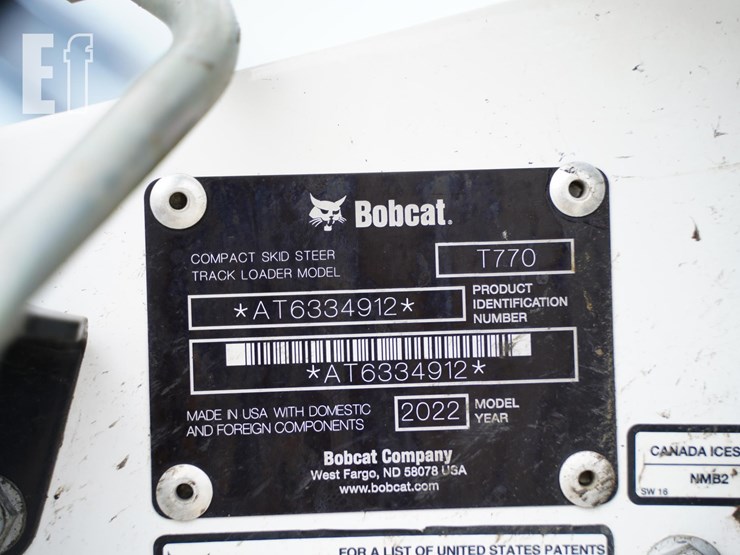 Ef
Bobcat®
COMPACT SKID STEER
TRACK LOADER MODEL
T770
*AT6334912*
PRODUCT
IDENTIFICATION
NUMBER
*AT6334912*
MADE IN USA WITH DOMESTIC
AND FOREIGN COMPONENTS
2022
MODEL
YEAR
Bobcat Company
West Fargo, ND 58078 USA
www.bobcat.com
CANADA ICES
NMB2
SW 16
FOR A LIST OF UNITED STATES PATENTS